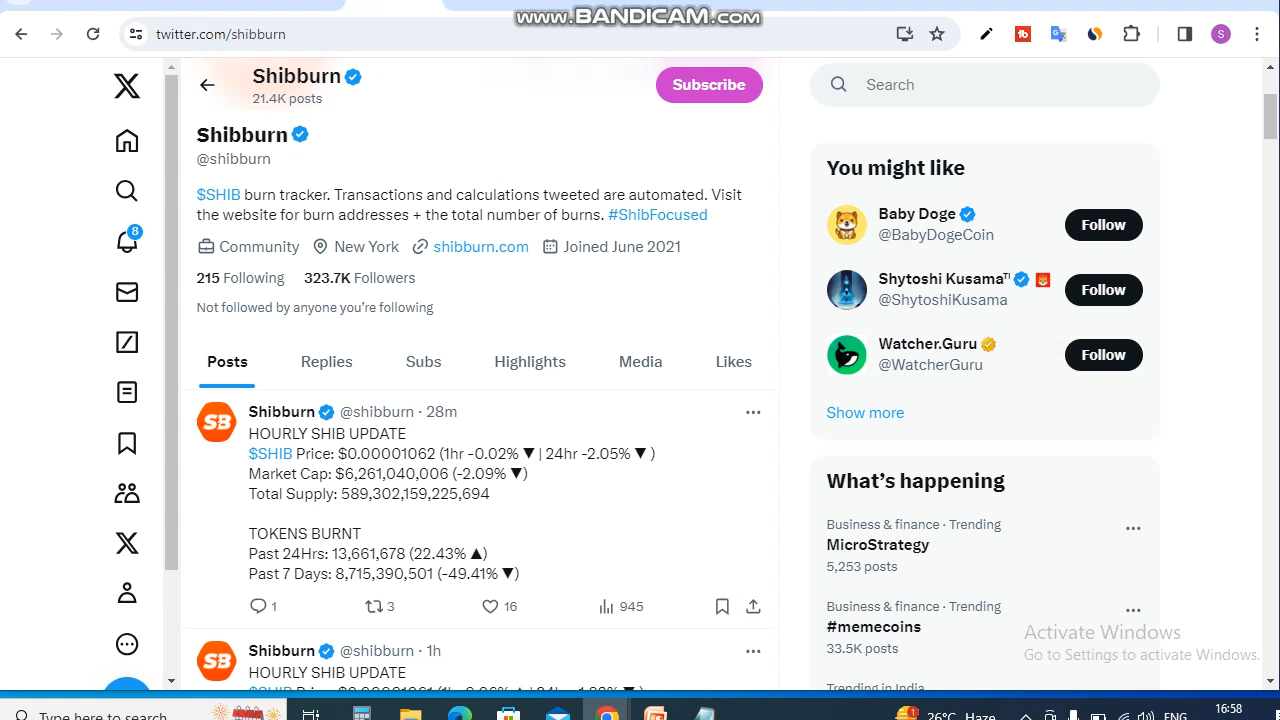 www.BANDICAM.com
twitter.com/shibburn
S
Shibburn
21.4K posts
Subscribe
Search
Shibburn
@shibburn
$SHIB burn tracker. Transactions and calculations tweeted are automated. Visit
the website for burn addresses + the total number of burns. #ShibFocused
Community New York shibburn.com Joined June 2021
215 Following 323.7K Followers
Not followed by anyone you're following
Posts Replies Subs Highlights Media Likes
SB
Shibburn @shibburn · 28m
HOURLY SHIB UPDATE
$SHIB Price: $0.00001062 (1hr -0.02% ▼ | 24hr -2.05% ▼ )
Market Cap: $6,261,040,006 (-2.09% ▼)
Total Supply: 589,302,159,225,694
TOKENS BURNT
Past 24Hrs: 13,661,678 (22.43% ▲)
Past 7 Days: 8,715,390,501 (-49.41% ▼)
1 3 16 945
SB
Shibburn @shibburn · 1h
HOURLY SHIB UPDATE
8
You might like
Baby Doge
@BabyDogeCoin
Follow
Shytoshi Kusama™
@ShytoshiKusama
Follow
Watcher.Guru
@WatcherGuru
Follow
Show more
What's happening
Business & finance · Trending
MicroStrategy
5,253 posts
Business & finance · Trending
#memecoins
33.5K posts
Trending in India
Activate Windows
Go to Settings to activate Windows.
Type here to search
26°C Haze
ENG
16:58